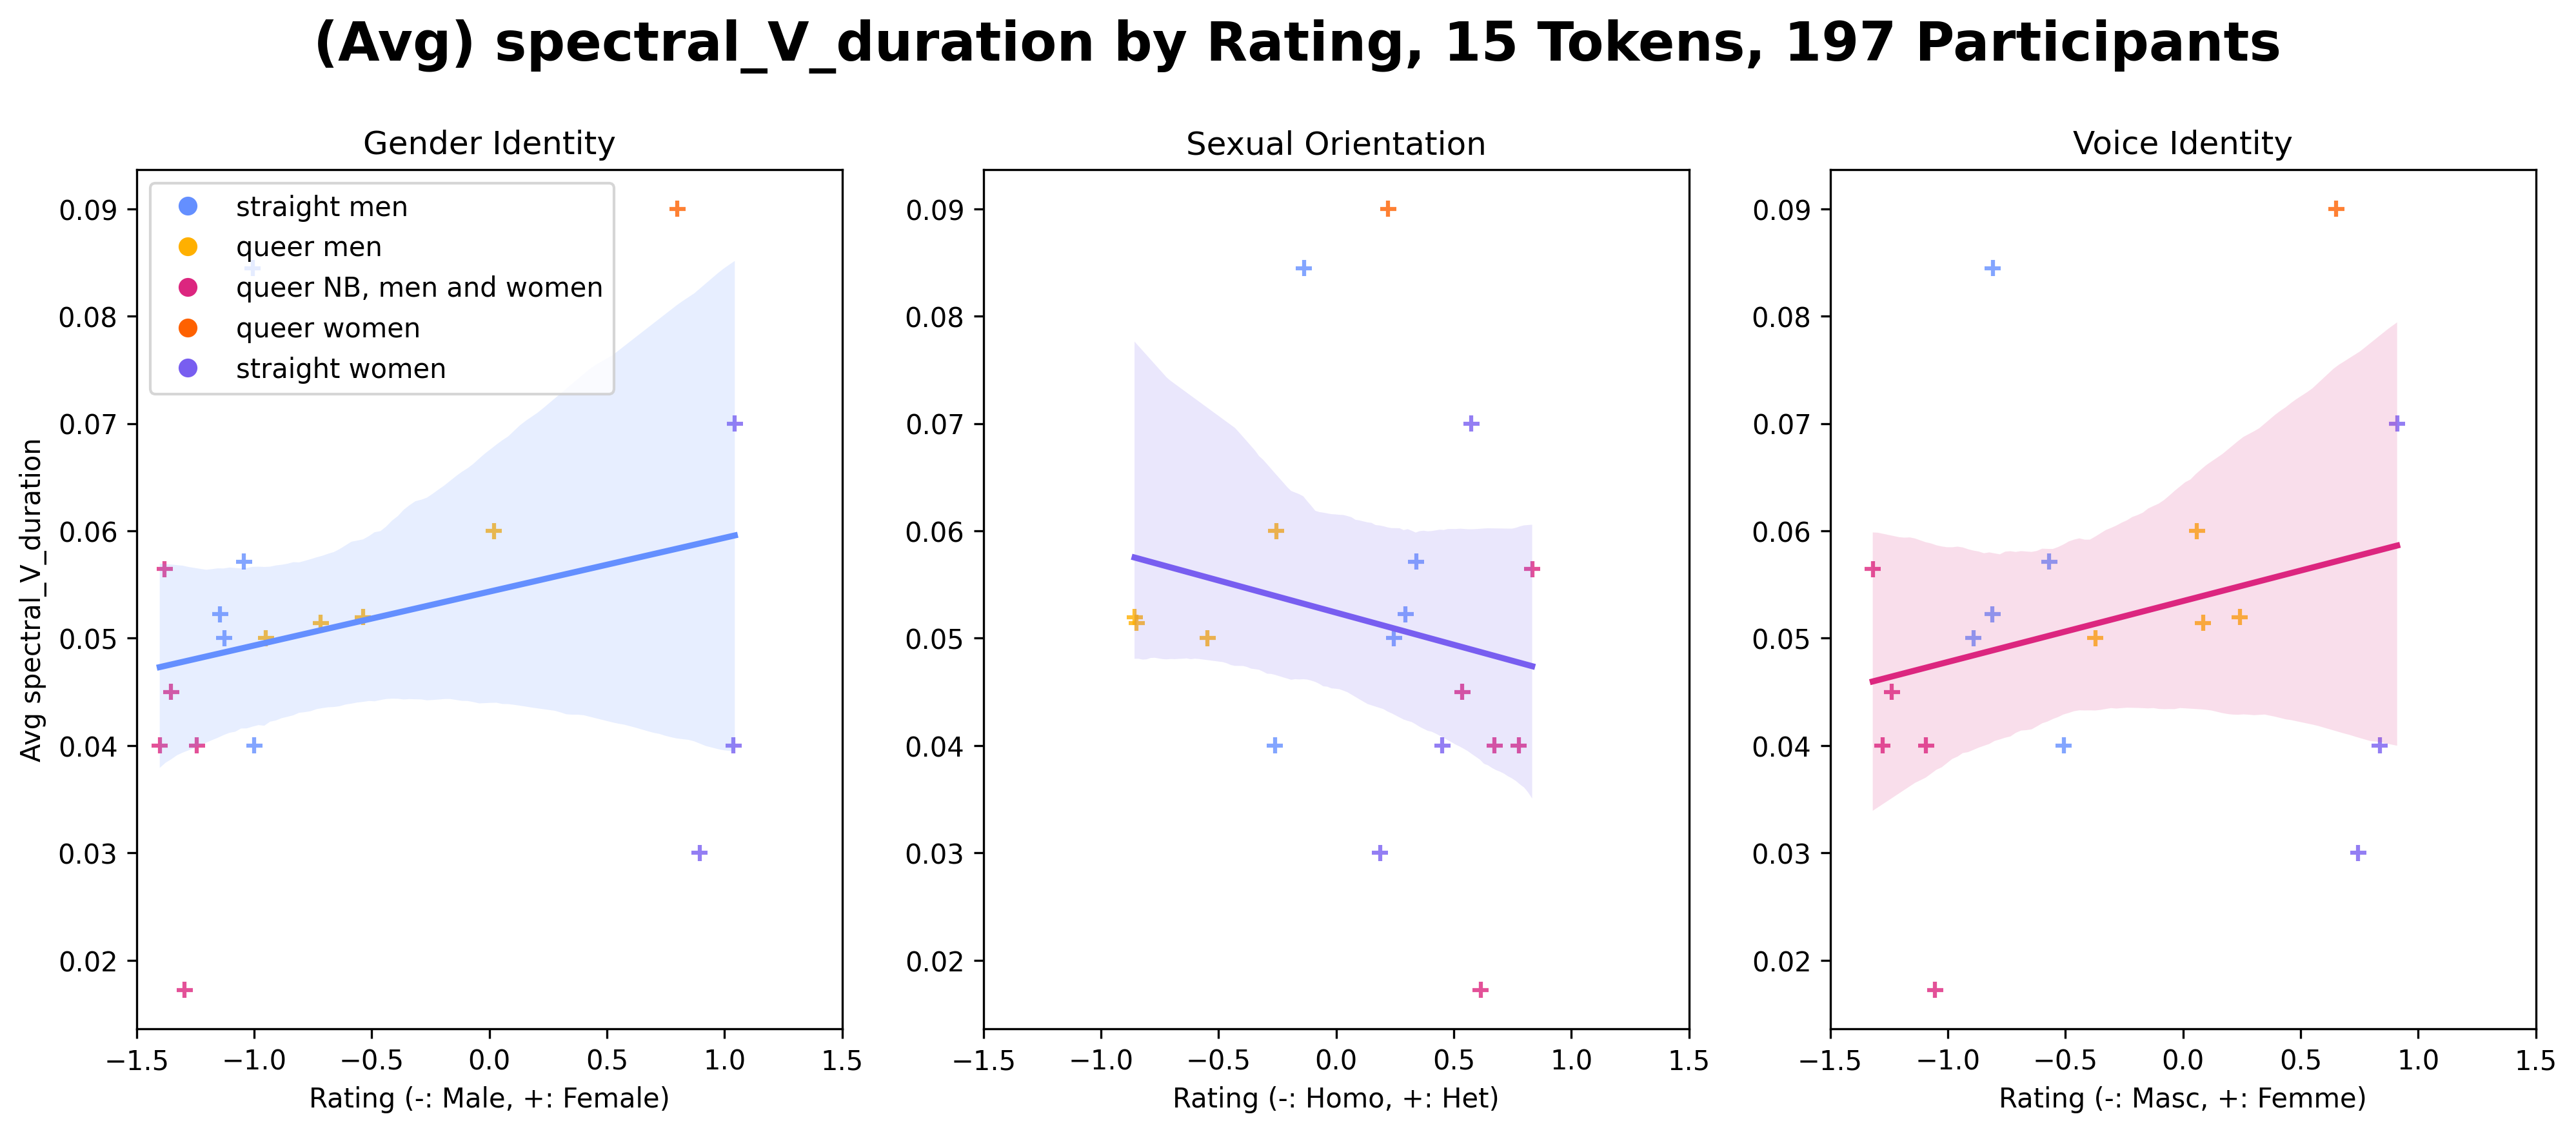 (Avg) spectral_V_duration by Rating, 15 Tokens, 197 Participants
Gender Identity
straight men
queer men
queer NB, men and women
queer women
straight women
Avg spectral_V_duration
0.09
0.08
0.07
0.06
0.05
0.04
0.03
0.02
−1.5 −1.0 −0.5 0.0 0.5 1.0 1.5
Rating (-: Male, +: Female)
Sexual Orientation
0.09
0.08
0.07
0.06
0.05
0.04
0.03
0.02
−1.5 −1.0 −0.5 0.0 0.5 1.0 1.5
Rating (-: Homo, +: Het)
Voice Identity
0.09
0.08
0.07
0.06
0.05
0.04
0.03
0.02
−1.5 −1.0 −0.5 0.0 0.5 1.0 1.5
Rating (-: Masc, +: Femme)